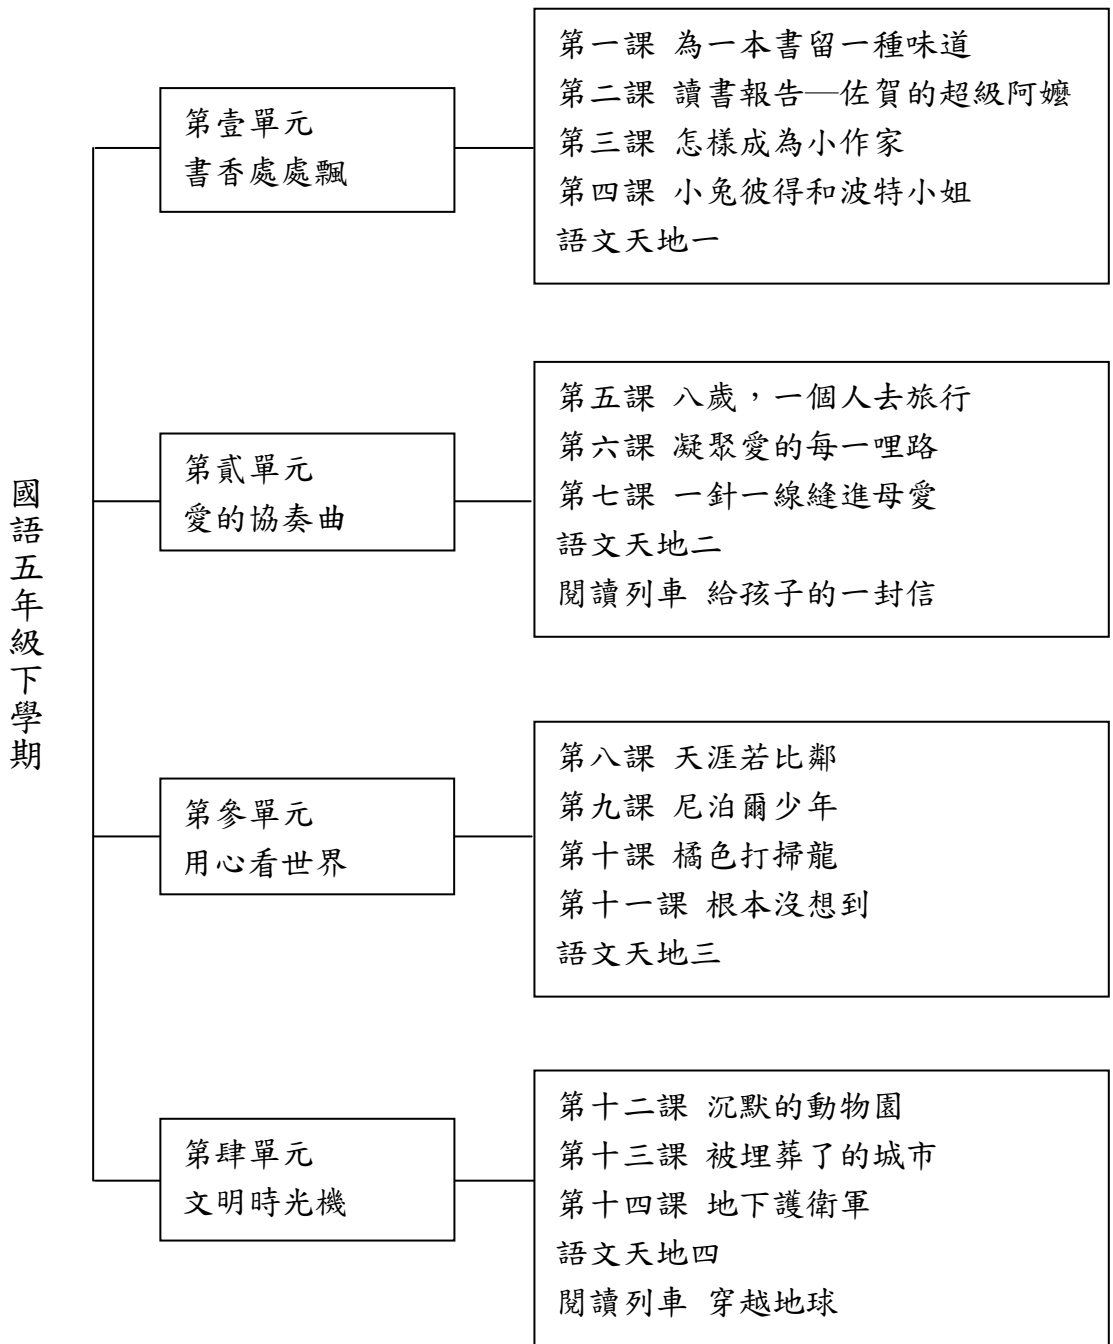 國語五年級下學期
第壹單元
書香處處飄
第一課 為一本書留一種味道
第二課 讀書報告─佐賀的超級阿嬤
第三課 怎樣成為小作家
第四課 小兔彼得和波特小姐
語文天地一
第貳單元
愛的協奏曲
第五課 八歲，一個人去旅行
第六課 凝聚愛的每一哩路
第七課 一針一線縫進母愛
語文天地二
閱讀列車 給孩子的一封信
第參單元
用心看世界
第八課 天涯若比鄰
第九課 尼泊爾少年
第十課 橘色打掃龍
第十一課 根本沒想到
語文天地三
第肆單元
文明時光機
第十二課 沉默的動物園
第十三課 被埋葬了的城市
第十四課 地下護衛軍
語文天地四
閱讀列車 穿越地球